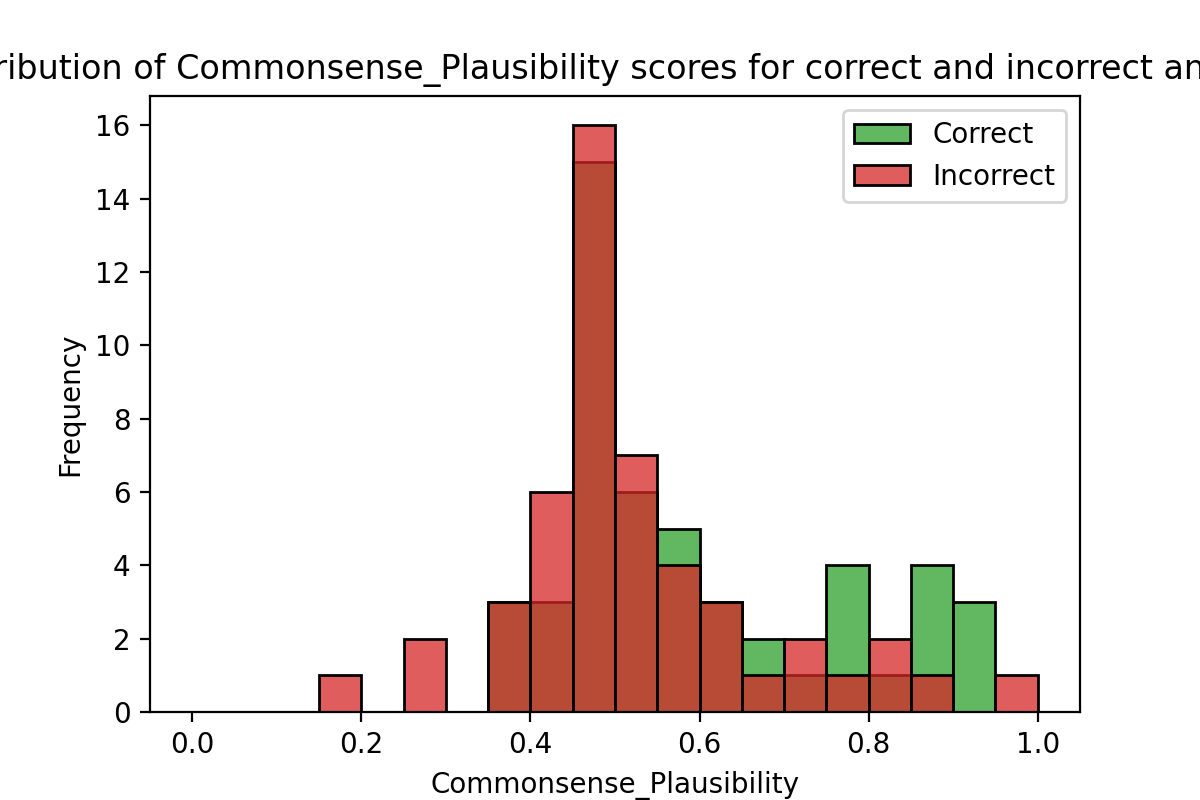 ribution of Commonsense_Plausibility scores for correct and incorrect an
Correct
Incorrect
16
14
12
10
8
6
4
2
0
Frequency
0.0 0.2 0.4 0.6 0.8 1.0
Commonsense_Plausibility